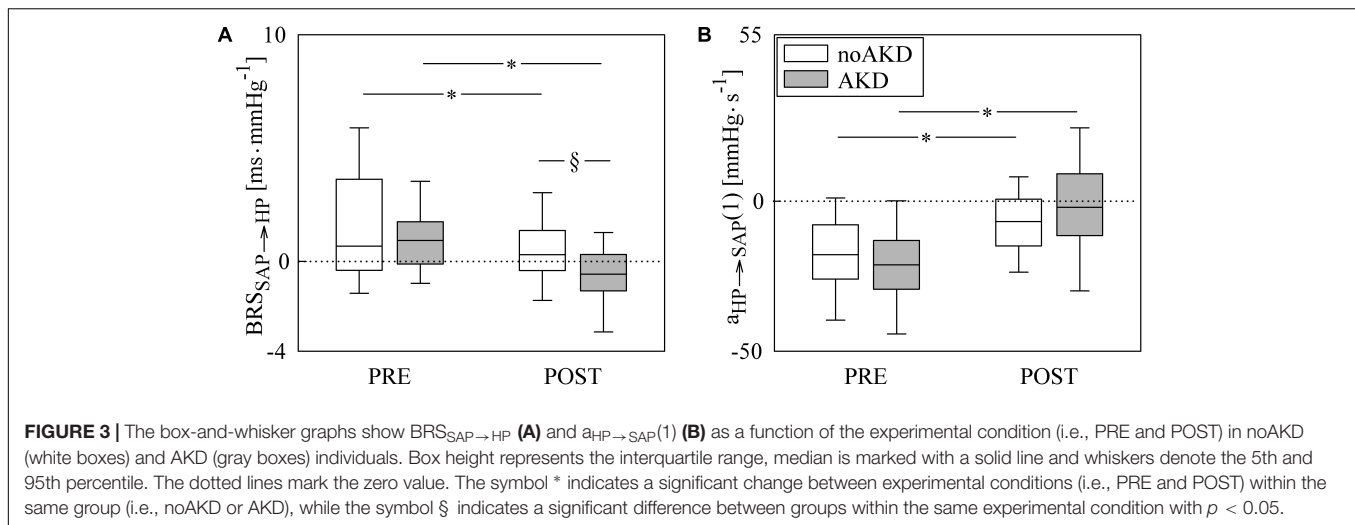 A
10
0
-4
BRS_SAP→HP [ms·mmHg^-1]
*
*
§
PRE
POST
B
55
0
-50
a_HP→SAP(1) [mmHg·s^-1]
noAKD
AKD
*
*
PRE
POST
FIGURE 3 | The box-and-whisker graphs show BRS_SAP→HP (A) and a_HP→SAP(1) (B) as a function of the experimental condition (i.e., PRE and POST) in noAKD
(white boxes) and AKD (gray boxes) individuals. Box height represents the interquartile range, median is marked with a solid line and whiskers denote the 5th and
95th percentile. The dotted lines mark the zero value. The symbol * indicates a significant change between experimental conditions (i.e., PRE and POST) within the
same group (i.e., noAKD or AKD), while the symbol § indicates a significant difference between groups within the same experimental condition with p < 0.05.